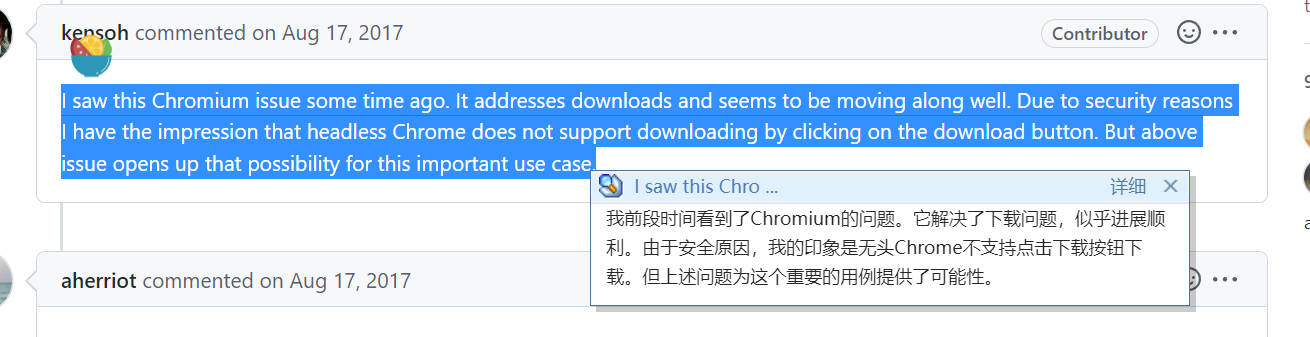 kensoh commented on Aug 17, 2017
Contributor
I saw this Chromium issue some time ago. It addresses downloads and seems to be moving along well. Due to security reasons
I have the impression that headless Chrome does not support downloading by clicking on the download button. But above
issue opens up that possibility for this important use case.
I saw this Chro ...
详细
我前段时间看到了Chromium的问题。它解决了下载问题，似乎进展顺
利。由于安全原因，我的印象是无头Chrome不支持点击下载按钮下
载。但上述问题为这个重要的用例提供了可能性。
aherriot commented on Aug 17, 2017